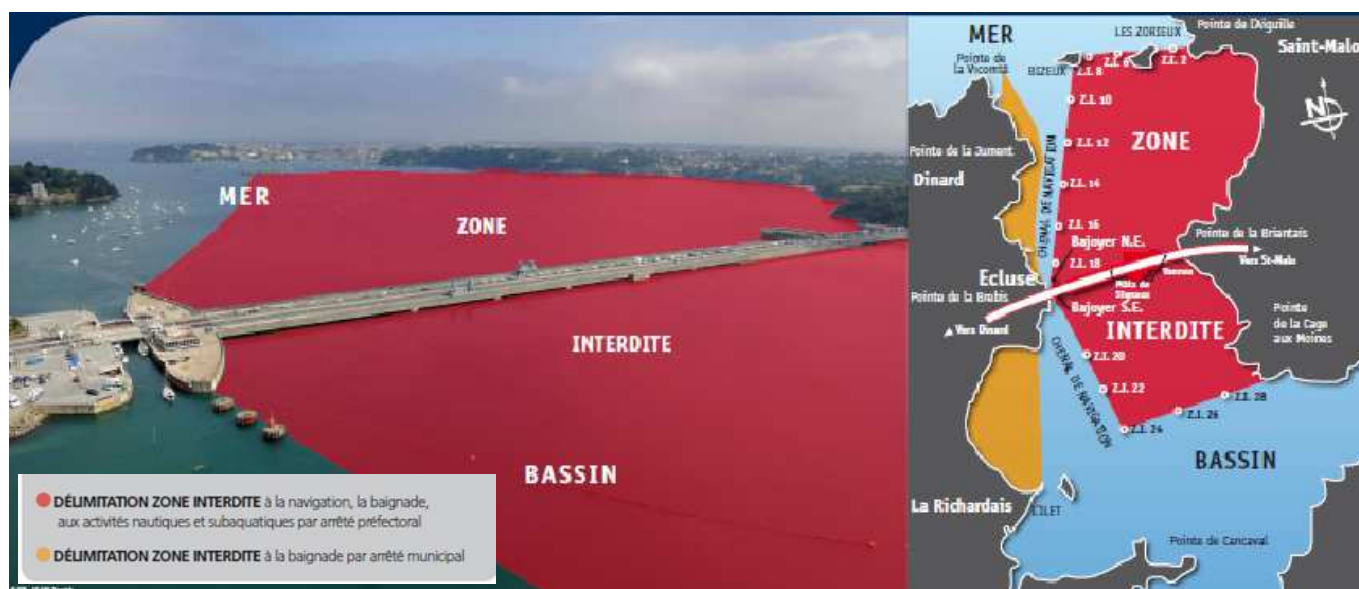 MER
ZONE
INTERDITE
BASSIN
DÉLIMITATION ZONE INTERDITE à la navigation, la baignade,
aux activités nautiques et subaquatiques par arrêté préfectoral
DÉLIMITATION ZONE INTERDITE à la baignade par arrêté municipal
MER
Pointe de
la Vicomté
BIZEUX
LES ZORIEUX
Pointe de l'Aiguille
Saint-Malo
Z.I. 8
Z.I. 6
Z.I. 2
N
Z.I. 10
Z.I. 12
ZONE
Pointe de la Jument
Dinard
Z.I. 14
CHENAL DE NAVIGATION
Z.I. 16
Bajoyer N.E.
Pointe de la Briantais
Vers St-Malo
Z.I. 18
Ecluse
Vannes
Pointe de la Brebis
Bajoyer S.E.
Vers Dinard
INTERDITE
Pointe
de la Cage
aux Moines
Z.I. 20
CHENAL DE NAVIGATION
Z.I. 22
Z.I. 28
Z.I. 26
Z.I. 24
BASSIN
La Richardais
L'ILET
Pointe de Cancaval